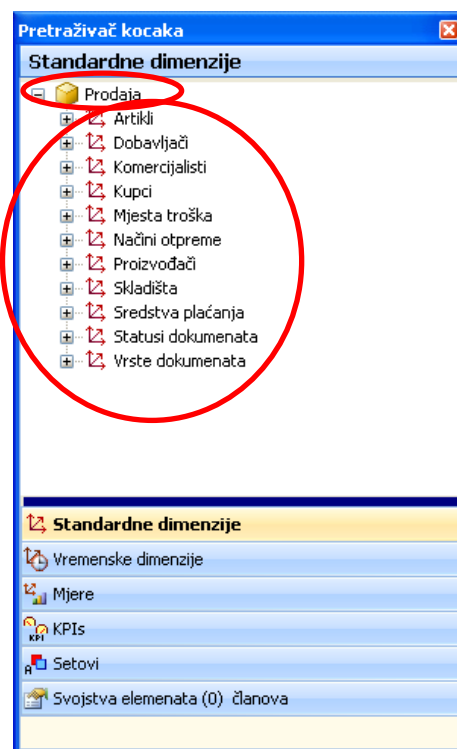 Pretraživač kocaka
Standardne dimenzije
Prodaja
Artikli
Dobavljači
Komercijalisti
Kupci
Mjesta troška
Načini otpreme
Proizvođači
Skladišta
Sredstva plaćanja
Statusi dokumenata
Vrste dokumenata
Standardne dimenzije
Vremenske dimenzije
Mjere
KPI KPIs
A Setovi
Svojstva elemenata (0) članova